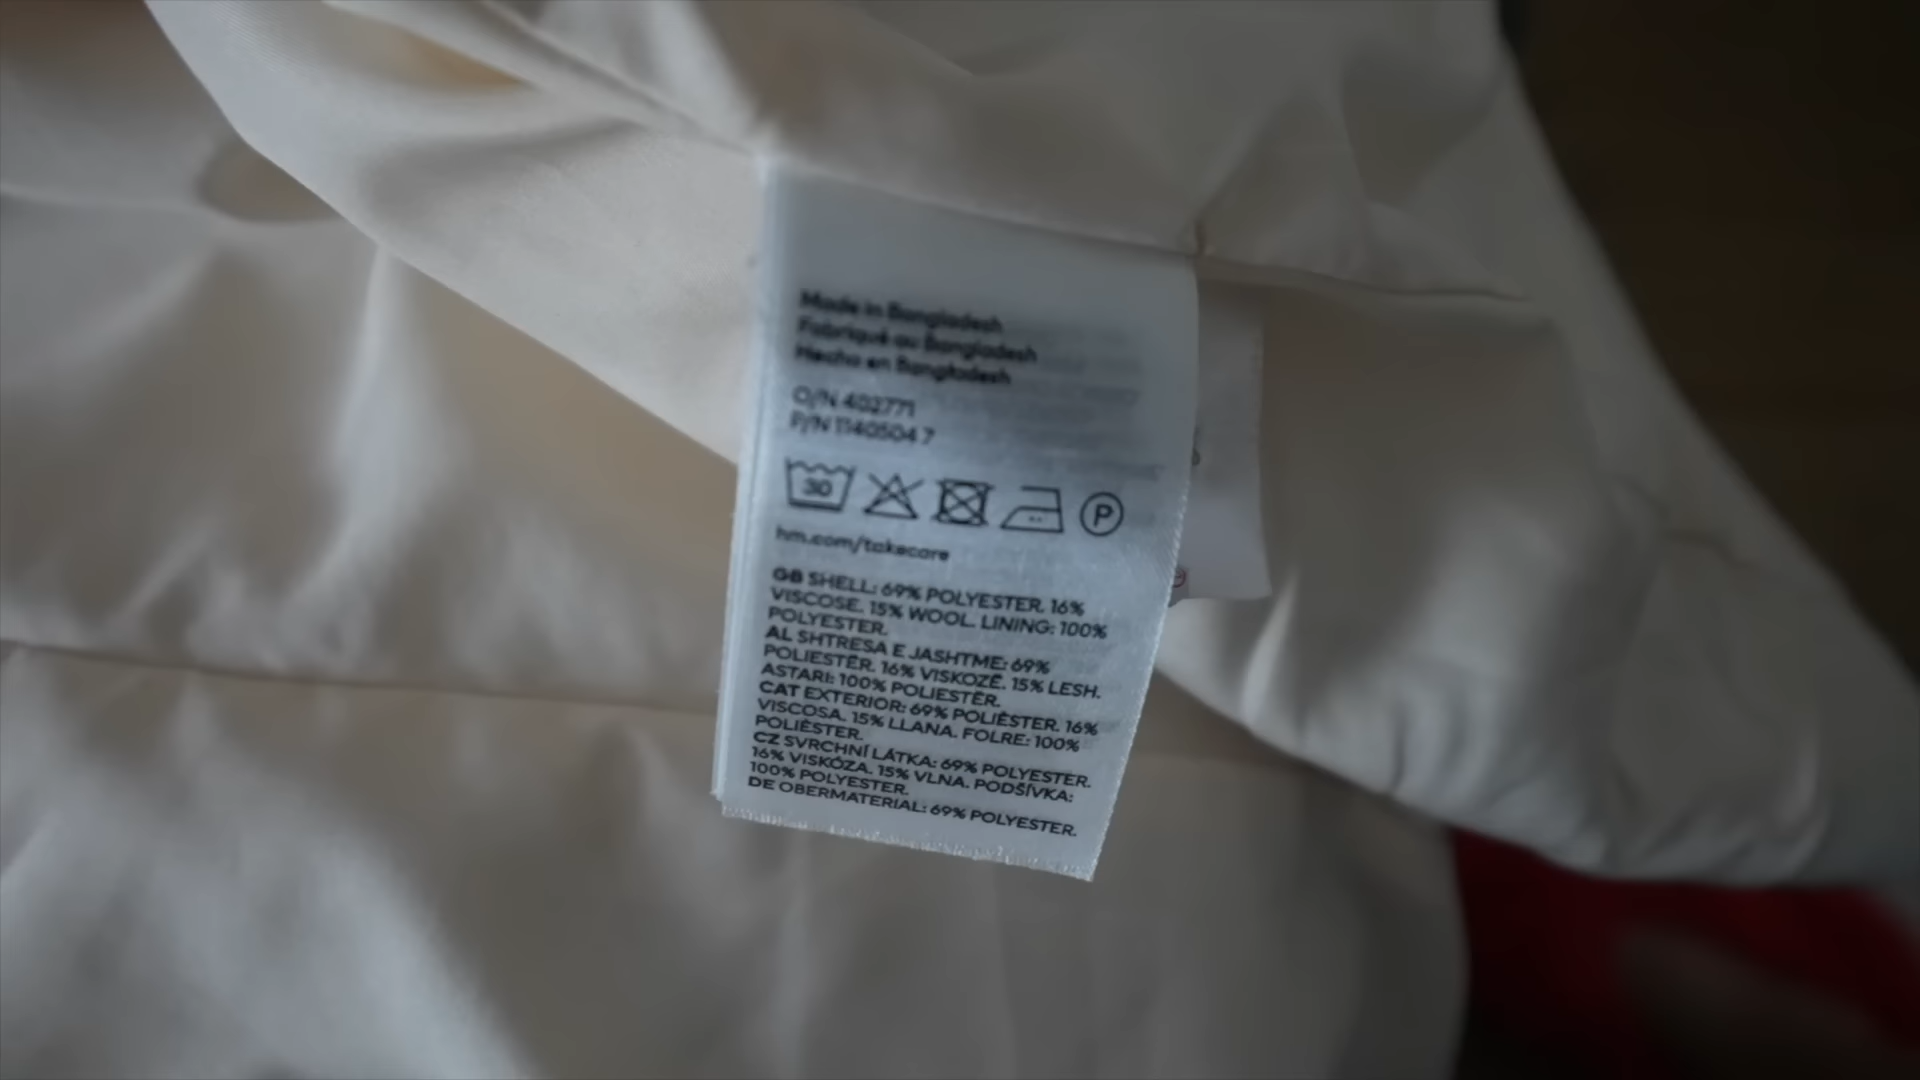 Made in Bangladesh
Fabriqué au Bangladesh
Hecho en Bangladesh
O/N 402771
P/N 1140504 7
30
P
hm.com/takecare
GB SHELL: 69% POLYESTER. 16%
VISCOSE. 15% WOOL. LINING: 100%
POLYESTER.
AL SHTRESA E JASHTME: 69%
POLIESTËR. 16% VISKOZË. 15% LESH.
ASTARI: 100% POLIESTËR.
CAT EXTERIOR: 69% POLIÈSTER. 16%
VISCOSA. 15% LLANA. FOLRE: 100%
POLIÈSTER.
CZ SVRCHNÍ LÁTKA: 69% POLYESTER.
16% VISKÓZA. 15% VLNA. PODŠÍVKA:
100% POLYESTER.
DE OBERMATERIAL: 69% POLYESTER.